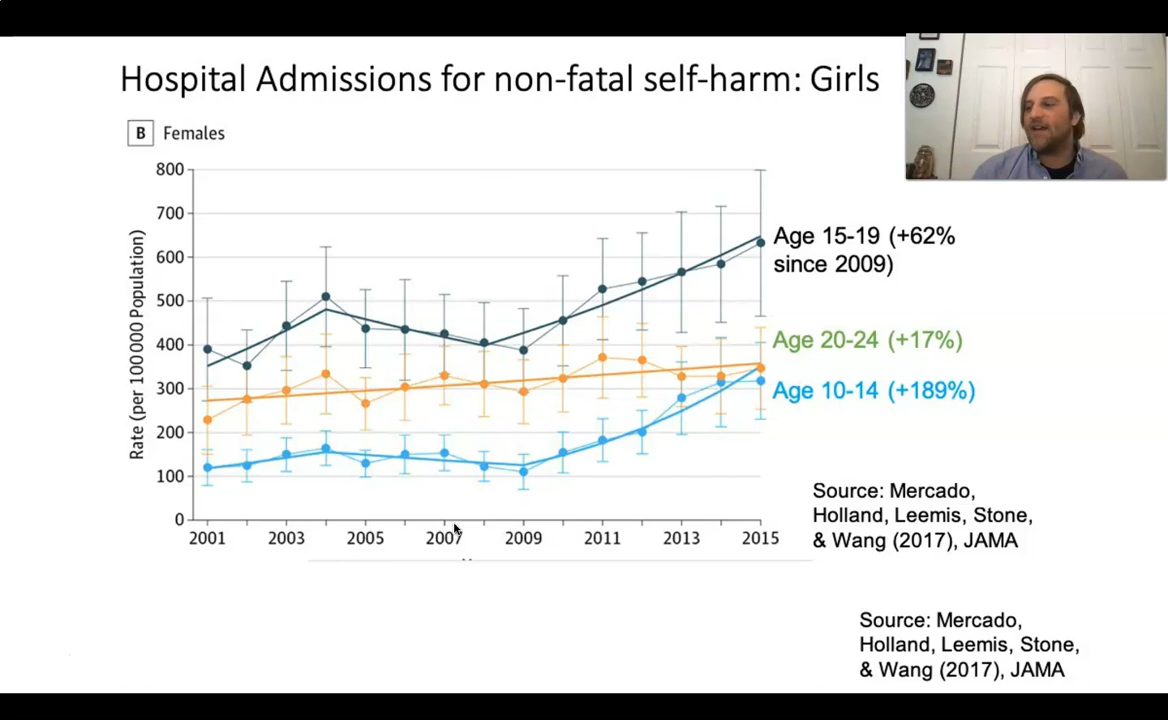 Hospital Admissions for non-fatal self-harm: Girls
B Females
800
700
600
500
400
300
200
100
0
Rate (per 100 000 Population)
2001 2003 2005 2007 2009 2011 2013 2015
Age 15-19 (+62%
since 2009)
Age 20-24 (+17%)
Age 10-14 (+189%)
Source: Mercado,
Holland, Leemis, Stone,
& Wang (2017), JAMA
Source: Mercado,
Holland, Leemis, Stone,
& Wang (2017), JAMA